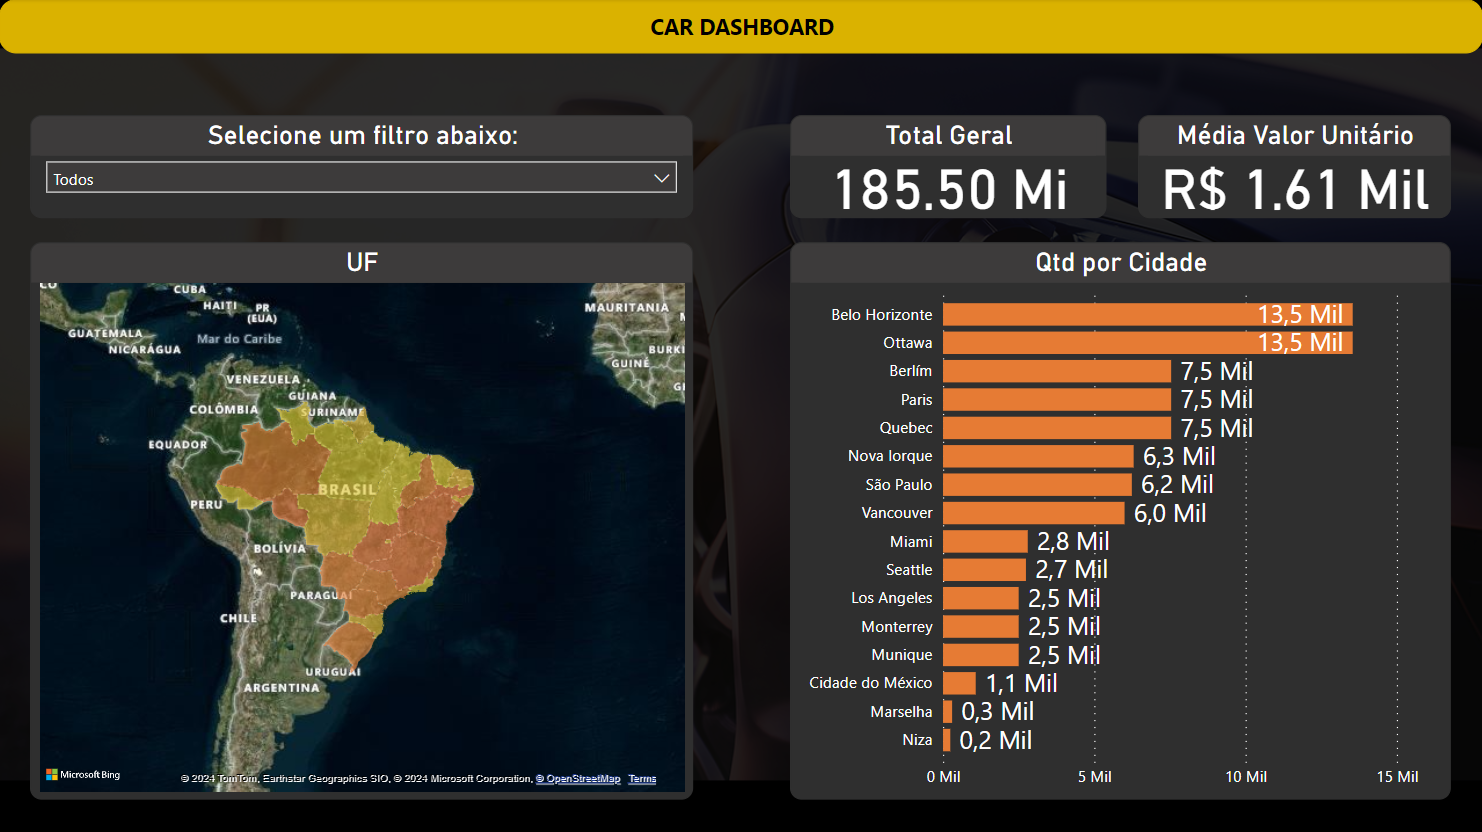 CAR DASHBOARD
Selecione um filtro abaixo:
Todos
Total Geral
185.50 Mi
Média Valor Unitário
R$ 1.61 Mil
UF
CUBA
HAITI
PR
(EUA)
MAURITANIA
GUATEMALA
NICARÁGUA
Mar do Caribe
BURKI
GUINÉ
VENEZUELA
GUIANA
COLÔMBIA
SURINAME
EQUADOR
BRASIL
PERU
BOLÍVIA
PARAGUAI
CHILE
URUGUAI
ARGENTINA
Microsoft Bing
© 2024 TomTom, Earthstar Geographics SIO, © 2024 Microsoft Corporation, © OpenStreetMap Terms
Qtd por Cidade
Belo Horizonte 13,5 Mil
Ottawa 13,5 Mil
Berlím 7,5 Mil
Paris 7,5 Mil
Quebec 7,5 Mil
Nova Iorque 6,3 Mil
São Paulo 6,2 Mil
Vancouver 6,0 Mil
Miami 2,8 Mil
Seattle 2,7 Mil
Los Angeles 2,5 Mil
Monterrey 2,5 Mil
Munique 2,5 Mil
Cidade do México 1,1 Mil
Marselha 0,3 Mil
Niza 0,2 Mil
0 Mil 5 Mil 10 Mil 15 Mil